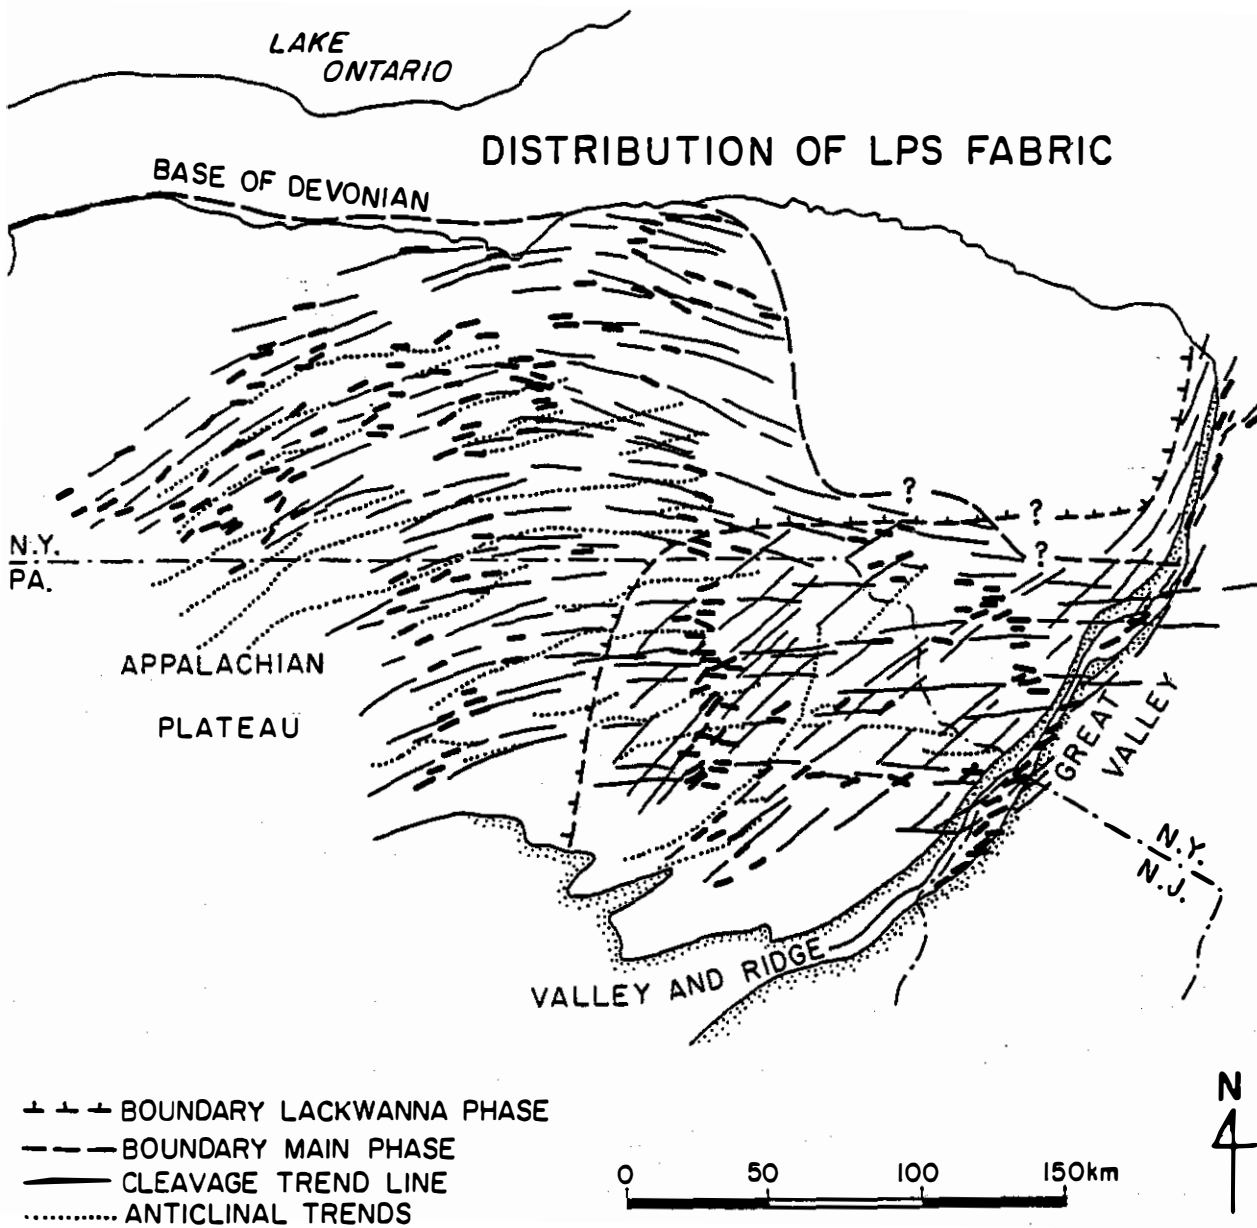 LAKE
ONTARIO
DISTRIBUTION OF LPS FABRIC
BASE OF DEVONIAN
?
?
?
N.Y.
PA.
APPALACHIAN
PLATEAU
GREAT
VALLEY
N.Y.
N.J.
VALLEY AND RIDGE
BOUNDARY LACKWANNA PHASE
BOUNDARY MAIN PHASE
CLEAVAGE TREND LINE
ANTICLINAL TRENDS
0 50 100 150km
N